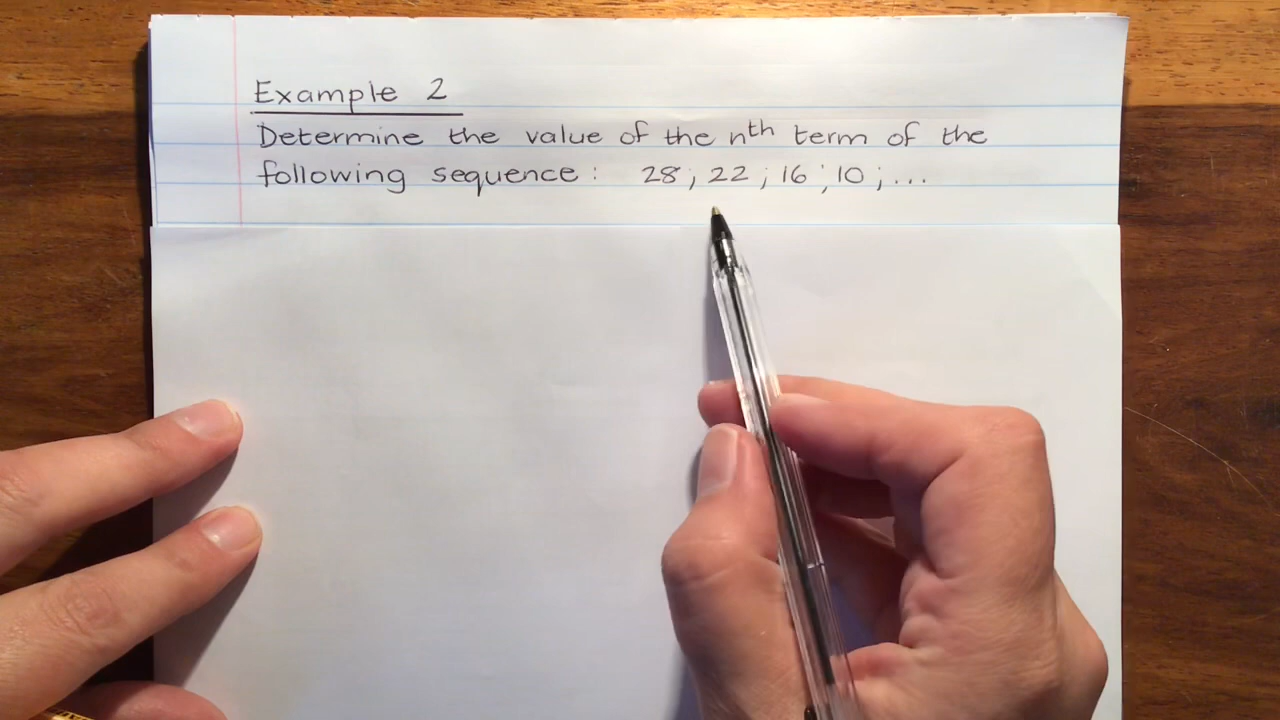 Example 2
Determine the value of the nth term of the
following sequence: 28; 22; 16; 10; ...